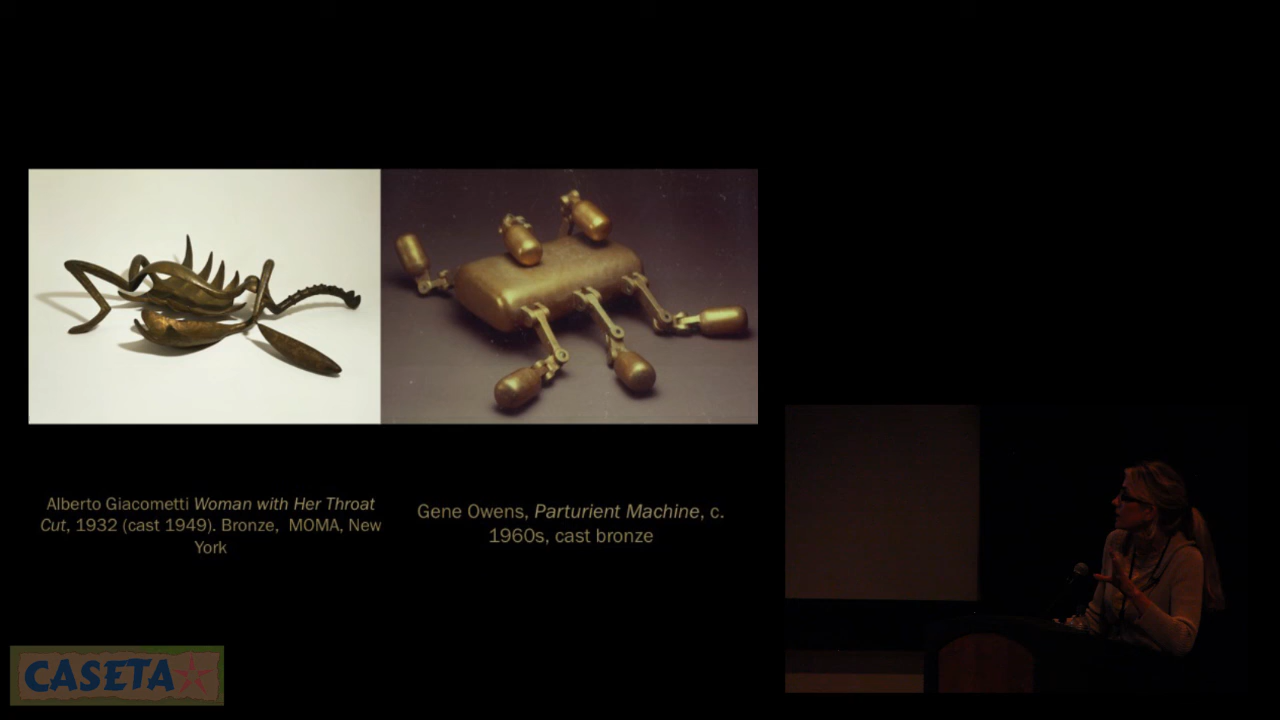 Alberto Giacometti Woman with Her Throat
Cut, 1932 (cast 1949). Bronze, MOMA, New
York
Gene Owens, Parturient Machine, c.
1960s, cast bronze
CASETA